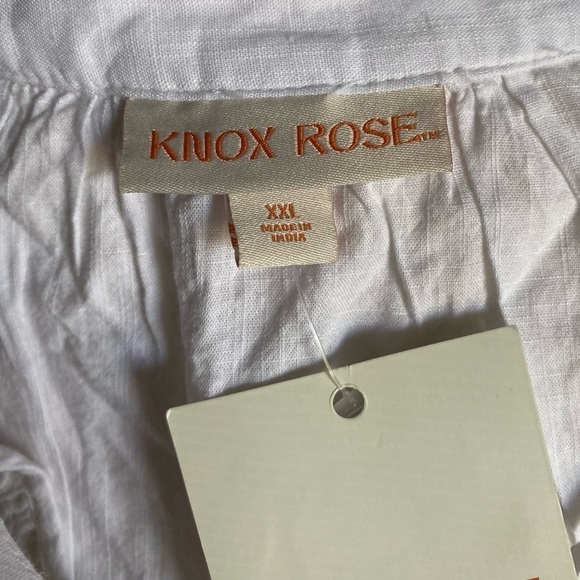 KNOX ROSE™
XXL
MADE IN
INDIA